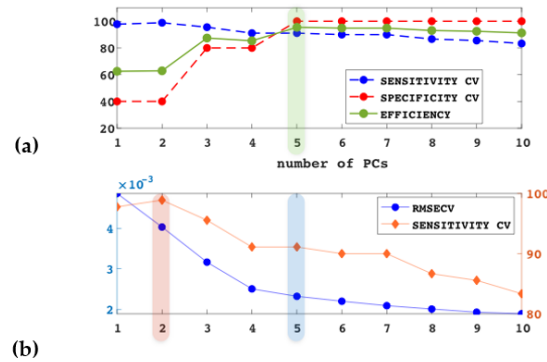 100
80
60
40
20
SENSITIVITY CV
SPECIFICITY CV
EFFICIENCY
1 2 3 4 5 6 7 8 9 10
(a)
number of PCs
×10⁻³
4
3
2
100
90
80
RMSECV
SENSITIVITY CV
1 2 3 4 5 6 7 8 9 10
(b)